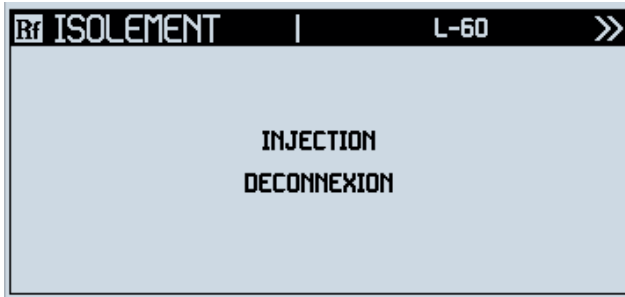 Rf ISOLEMENT | L-60 >>
INJECTION
DECONNEXION